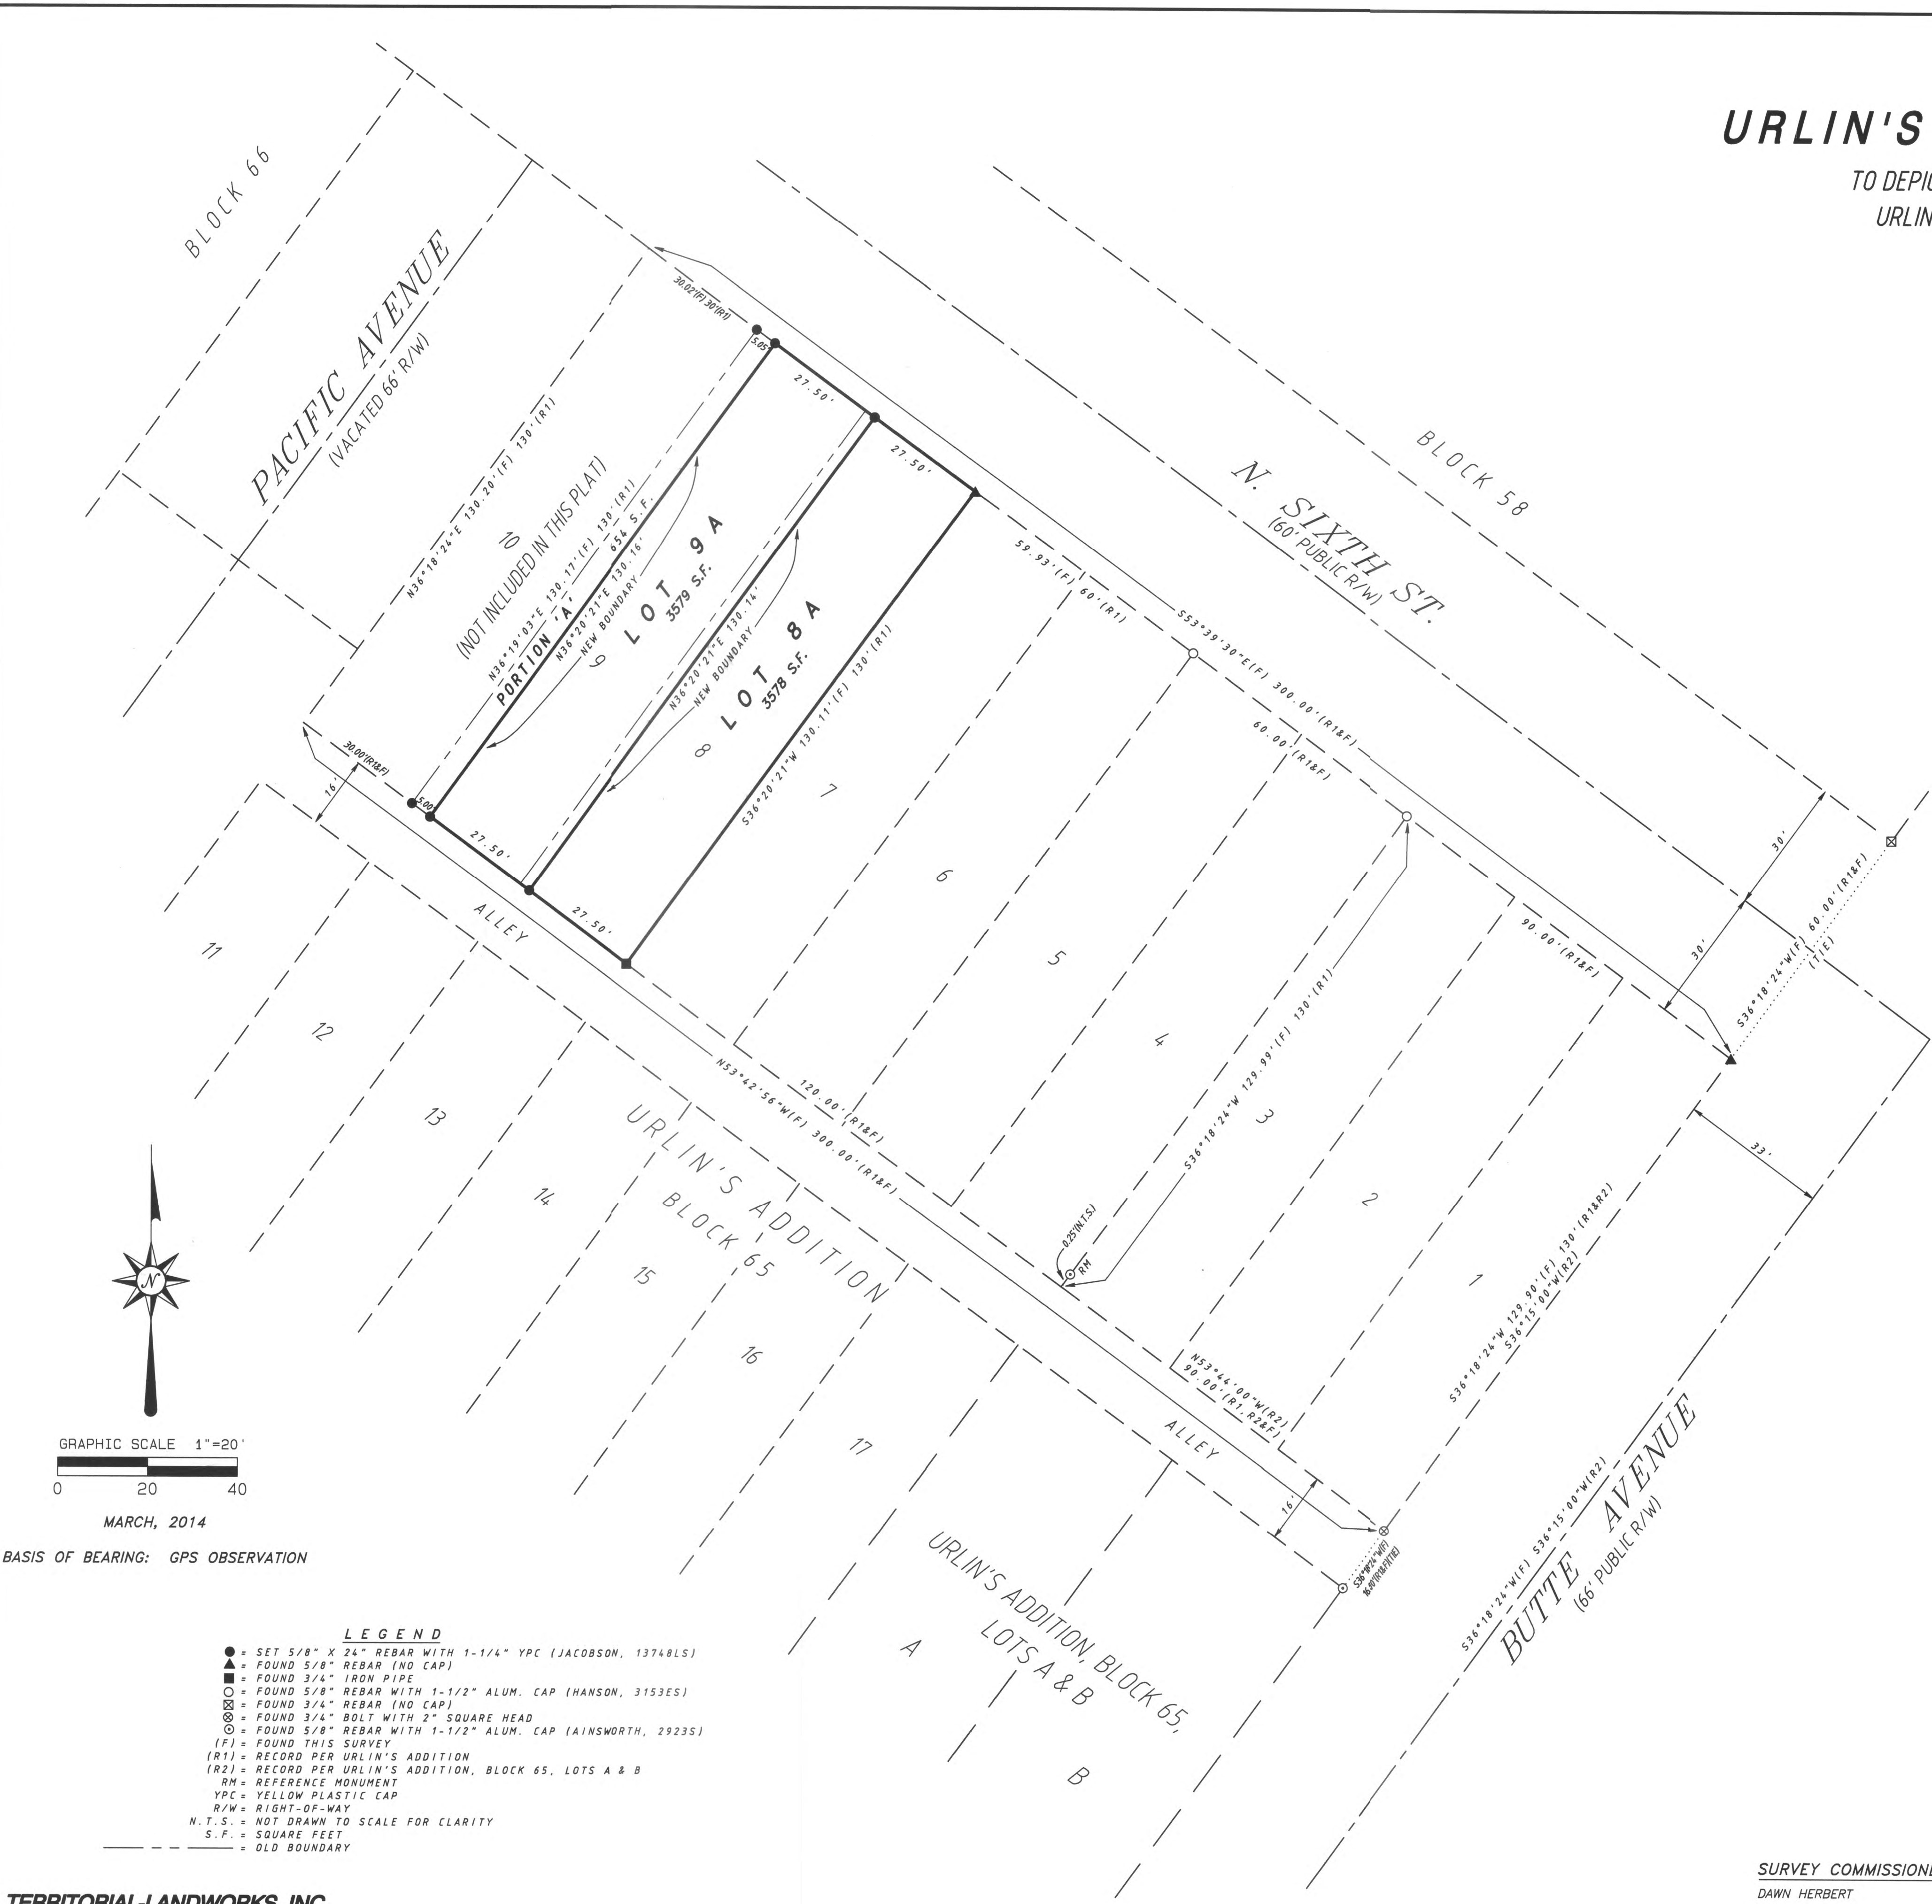 URLIN'S
TO DEPIC
URLIN
BLOCK 66
PACIFIC AVENUE
(VACATED 66' R/W)
N36°18'24"E 130.20'(F) 130'(R1)
30.02'(F) 30'(R1)
5.05'
27.50'
27.50'
10
(NOT INCLUDED IN THIS PLAT)
N36°19'03"E 130.17'(F) 130'(R1)
PORTION 'A' 654 S.F.
N36°20'21"E 130.16'
NEW BOUNDARY
9
LOT 9A
3579 S.F.
N36°20'21"E 130.14'
NEW BOUNDARY
8
LOT 8A
3578 S.F.
S36°20'21"W 130.11'(F) 130'(R1)
30.00'(R1&F)
16'
5.00'
27.50'
27.50'
BLOCK 58
N. SIXTH ST.
(60' PUBLIC R/W)
59.93'(F) 60'(R1)
S53°39'30"E(F) 300.00'(R1&F)
60.00'(R1&F)
90.00'(R1&F)
30'
30'
S36°18'24"W(F) 60.00'(R1&F)
(TIE)
33'
7
6
5
4
3
2
1
S36°18'24"W 129.99'(F) 130'(R1)
0.25'(N.T.S.)
RM
ALLEY
11
12
13
14
15
16
17
A
B
120.00'(R1&F)
N53°42'56"W(F) 300.00'(R1&F)
URLIN'S ADDITION
BLOCK 65
N53°44'00"W(R2)
90.00'(R1,R2&F)
ALLEY
16'
S36°18'24"W(F)
16.00'(R1&F)(TIE)
S36°18'24"W 129.90'(F) 130'(R1&R2)
S36°15'00"W(R2)
S36°18'24"W(F) S36°15'00"W(R2)
BUTTE AVENUE
(66' PUBLIC R/W)
URLIN'S ADDITION, BLOCK 65,
LOTS A & B
N
GRAPHIC SCALE 1"=20'
0 20 40
MARCH, 2014
BASIS OF BEARING: GPS OBSERVATION
LEGEND
= SET 5/8" X 24" REBAR WITH 1-1/4" YPC (JACOBSON, 13748LS)
= FOUND 5/8" REBAR (NO CAP)
= FOUND 3/4" IRON PIPE
= FOUND 5/8" REBAR WITH 1-1/2" ALUM. CAP (HANSON, 3153ES)
= FOUND 3/4" REBAR (NO CAP)
= FOUND 3/4" BOLT WITH 2" SQUARE HEAD
= FOUND 5/8" REBAR WITH 1-1/2" ALUM. CAP (AINSWORTH, 2923S)
(F) = FOUND THIS SURVEY
(R1) = RECORD PER URLIN'S ADDITION
(R2) = RECORD PER URLIN'S ADDITION, BLOCK 65, LOTS A & B
RM = REFERENCE MONUMENT
YPC = YELLOW PLASTIC CAP
R/W = RIGHT-OF-WAY
N.T.S. = NOT DRAWN TO SCALE FOR CLARITY
S.F. = SQUARE FEET
= OLD BOUNDARY
TERRITORIAL-LANDWORKS, INC.
SURVEY COMMISSIONE
DAWN HERBERT